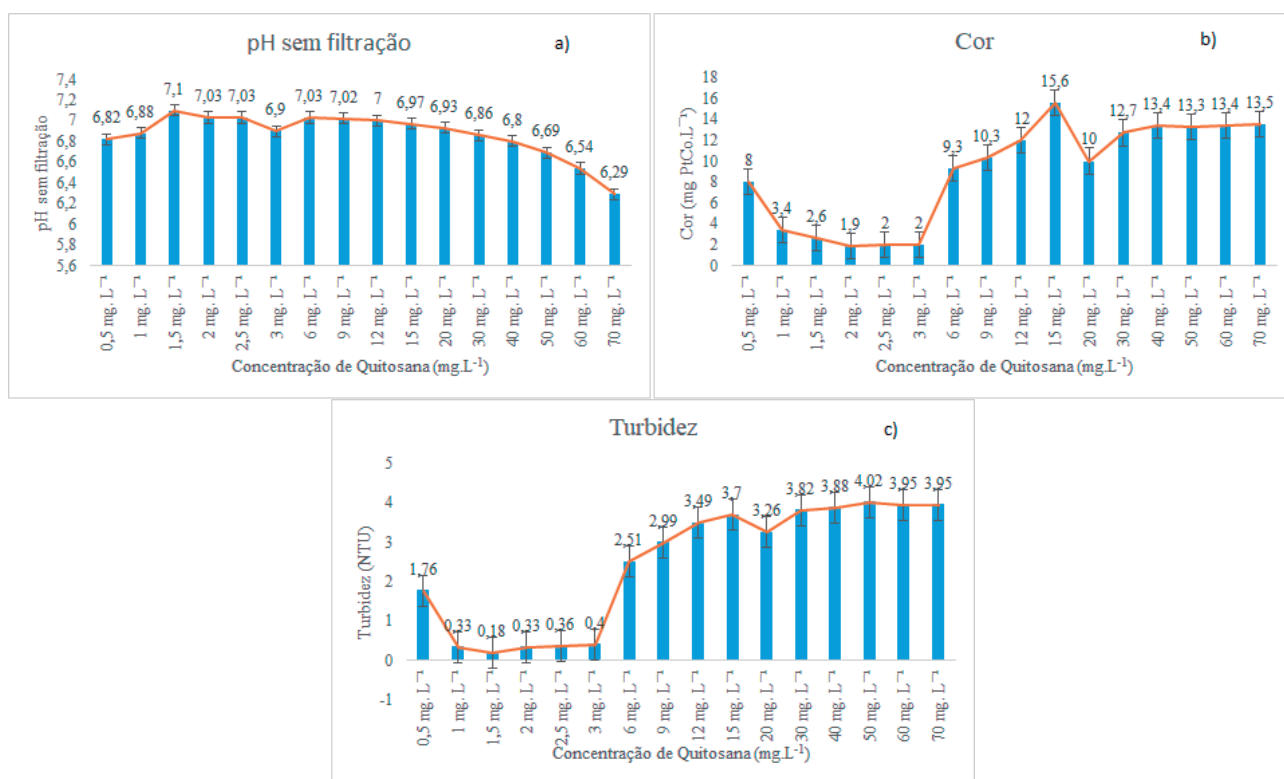 pH sem filtração
a)
pH sem filtração
7,4
7,2
7
6,8
6,6
6,4
6,2
6
5,8
5,6
6,82
6,88
7,1
7,03
7,03
6,9
7,03
7,02
7
6,97
6,93
6,86
6,8
6,69
6,54
6,29
0,5 mg. L⁻¹
1 mg. L⁻¹
1,5 mg. L⁻¹
2 mg. L⁻¹
2,5 mg. L⁻¹
3 mg. L⁻¹
6 mg. L⁻¹
9 mg. L⁻¹
12 mg. L⁻¹
15 mg. L⁻¹
20 mg. L⁻¹
30 mg. L⁻¹
40 mg. L⁻¹
50 mg. L⁻¹
60 mg. L⁻¹
70 mg. L⁻¹
Concentração de Quitosana (mg.L⁻¹)
Cor
b)
Cor (mg PtCo.L⁻¹)
18
16
14
12
10
8
6
4
2
0
8
3,4
2,6
1,9
2
2
9,3
10,3
12
15,6
10
12,7
13,4
13,3
13,4
13,5
0,5 mg. L⁻¹
1 mg. L⁻¹
1,5 mg. L⁻¹
2 mg. L⁻¹
2,5 mg. L⁻¹
3 mg. L⁻¹
6 mg. L⁻¹
9 mg. L⁻¹
12 mg. L⁻¹
15 mg. L⁻¹
20 mg. L⁻¹
30 mg. L⁻¹
40 mg. L⁻¹
50 mg. L⁻¹
60 mg. L⁻¹
70 mg. L⁻¹
Concentração de Quitosana (mg.L⁻¹)
Turbidez
c)
Turbidez (NTU)
5
4
3
2
1
0
-1
1,76
0,33
0,18
0,33
0,36
0,4
2,51
2,99
3,49
3,7
3,26
3,82
3,88
4,02
3,95
3,95
0,5 mg. L⁻¹
1 mg. L⁻¹
1,5 mg. L⁻¹
2 mg. L⁻¹
2,5 mg. L⁻¹
3 mg. L⁻¹
6 mg. L⁻¹
9 mg. L⁻¹
12 mg. L⁻¹
15 mg. L⁻¹
20 mg. L⁻¹
30 mg. L⁻¹
40 mg. L⁻¹
50 mg. L⁻¹
60 mg. L⁻¹
70 mg. L⁻¹
Concentração de Quitosana (mg.L⁻¹)